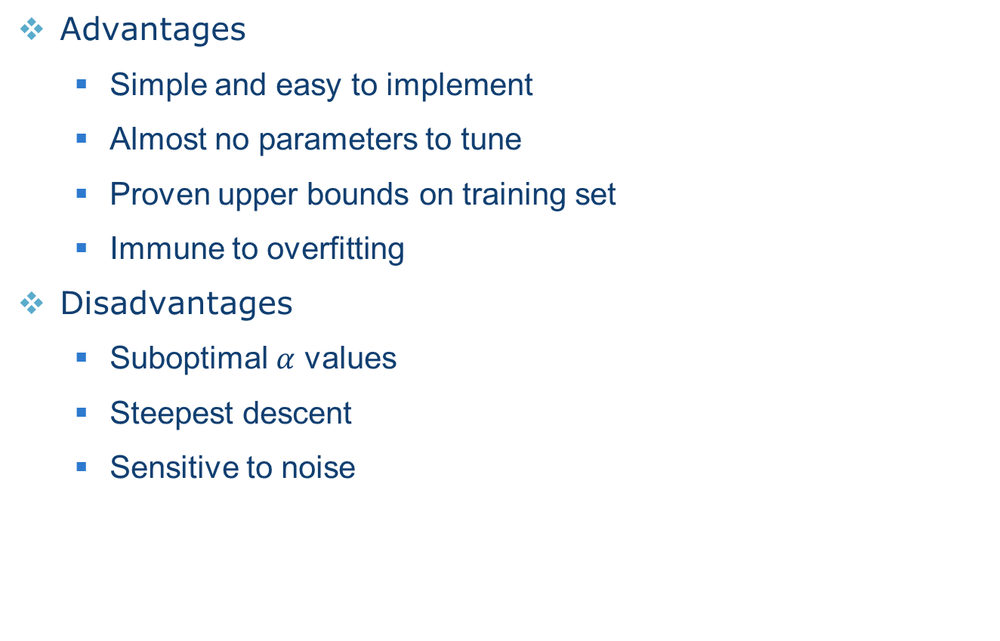 Advantages
Simple and easy to implement
Almost no parameters to tune
Proven upper bounds on training set
Immune to overfitting
Disadvantages
Suboptimal 𝛼 values
Steepest descent
Sensitive to noise